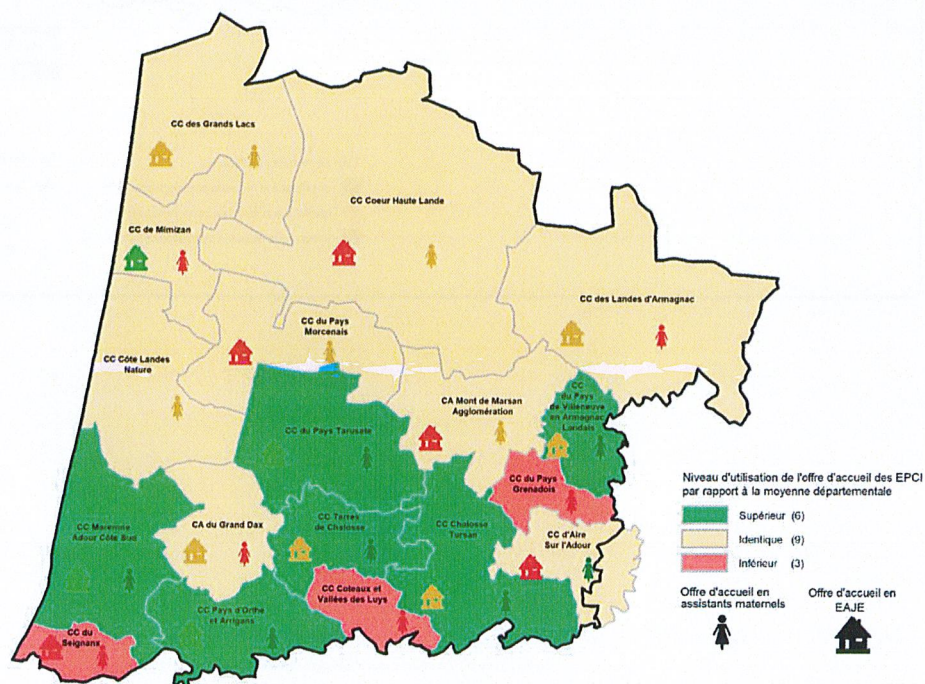 CC des Grands Lacs
CC Coeur Haute Lande
CC de Mimizan
CC des Landes d'Armagnac
CC du Pays
Morcenais
CC Côte Landes
Nature
CA Mont de Marsan
Agglomération
CC
du Pays
de Villeneuve
en Armagnac
Landais
CC du Pays Tarusate
CC du Pays
Grenadois
CC Maremne
Adour Côte Sud
CA du Grand Dax
CC Terres
de Chalosse
CC Chalosse
Tursan
CC d'Aire
Sur l'Adour
CC Coteaux et
Vallées des Luys
CC Pays d'Orthe
et Arrigans
CC du
Seignanx
Niveau d'utilisation de l'offre d'accueil des EPCI
par rapport à la moyenne départementale
Supérieur (6)
Identique (9)
Inférieur (3)
Offre d'accueil en
assistants maternels
Offre d'accueil en
EAJE